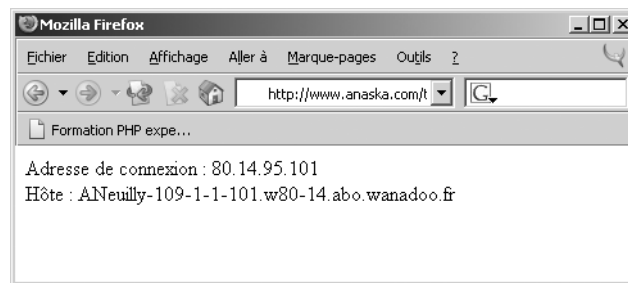 Mozilla Firefox
Fichier Edition Affichage Aller à Marque-pages Outils ?
http://www.anaska.com/t G
Formation PHP expe...
Adresse de connexion : 80.14.95.101
Hôte : ANeuilly-109-1-1-101.w80-14.abo.wanadoo.fr